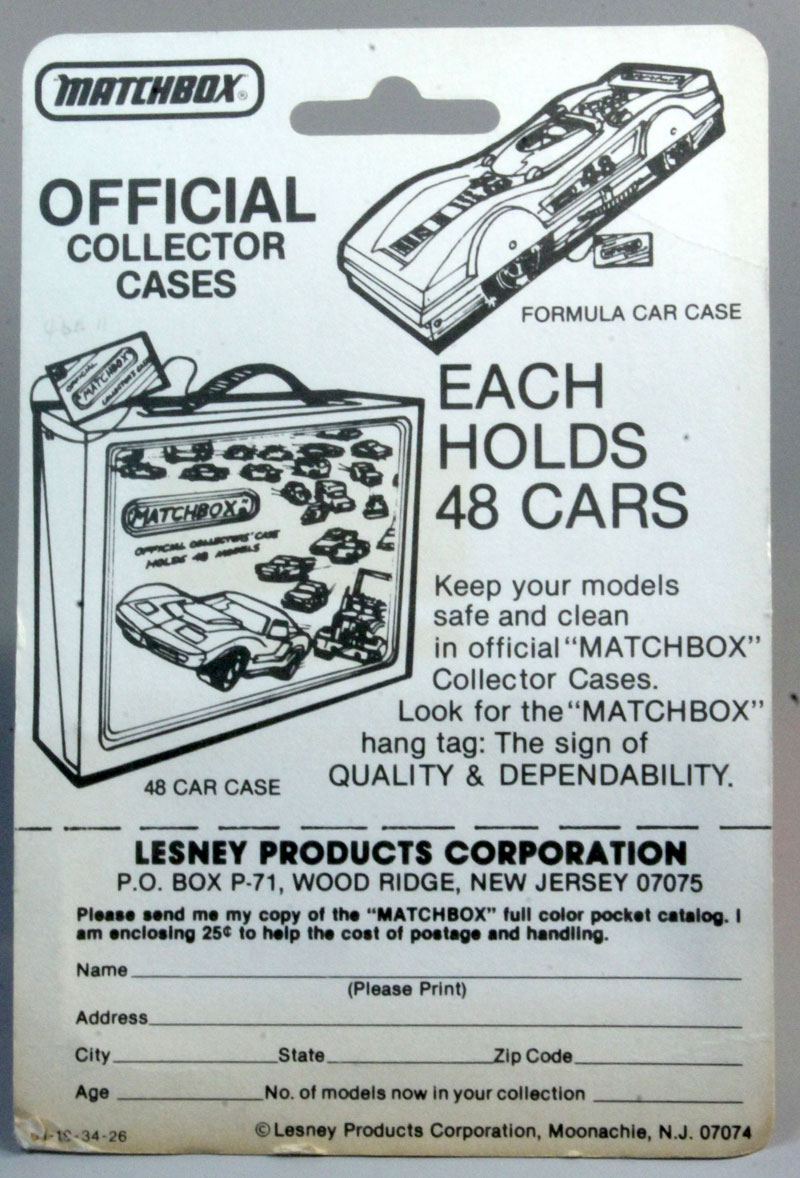 MATCHBOX®
OFFICIAL
COLLECTOR
CASES
48
FORMULA CAR CASE
OFFICIAL
MATCHBOX
COLLECTOR'S CASE
EACH
HOLDS
48 CARS
MATCHBOX
OFFICIAL COLLECTORS' CASE
HOLDS 48 MODELS
Keep your models
safe and clean
in official "MATCHBOX"
Collector Cases.
Look for the "MATCHBOX"
hang tag: The sign of
QUALITY & DEPENDABILITY.
48 CAR CASE
LESNEY PRODUCTS CORPORATION
P.O. BOX P-71, WOOD RIDGE, NEW JERSEY 07075
Please send me my copy of the "MATCHBOX" full color pocket catalog. I
am enclosing 25¢ to help the cost of postage and handling.
Name
(Please Print)
Address
City State Zip Code
Age No. of models now in your collection
©Lesney Products Corporation, Moonachie, N.J. 07074